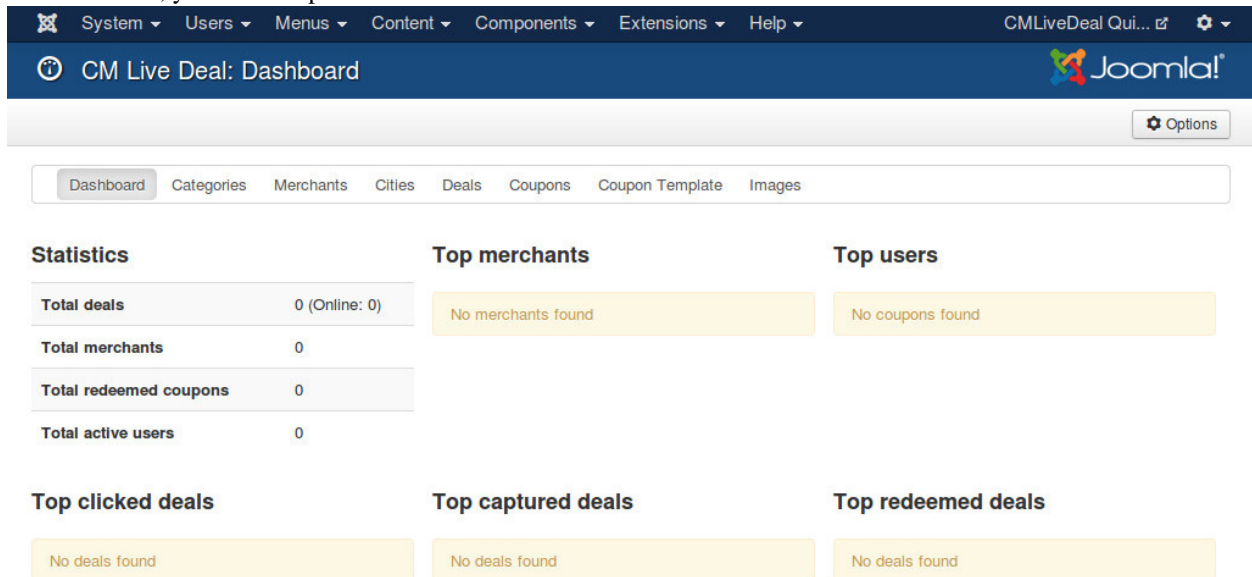 System Users Menus Content Components Extensions Help CMLiveDeal Qui...
CM Live Deal: Dashboard Joomla!
Options
Dashboard Categories Merchants Cities Deals Coupons Coupon Template Images
Statistics Top merchants Top users
Total deals 0 (Online: 0)
No merchants found No coupons found
Total merchants 0
Total redeemed coupons 0
Total active users 0
Top clicked deals Top captured deals Top redeemed deals
No deals found No deals found No deals found